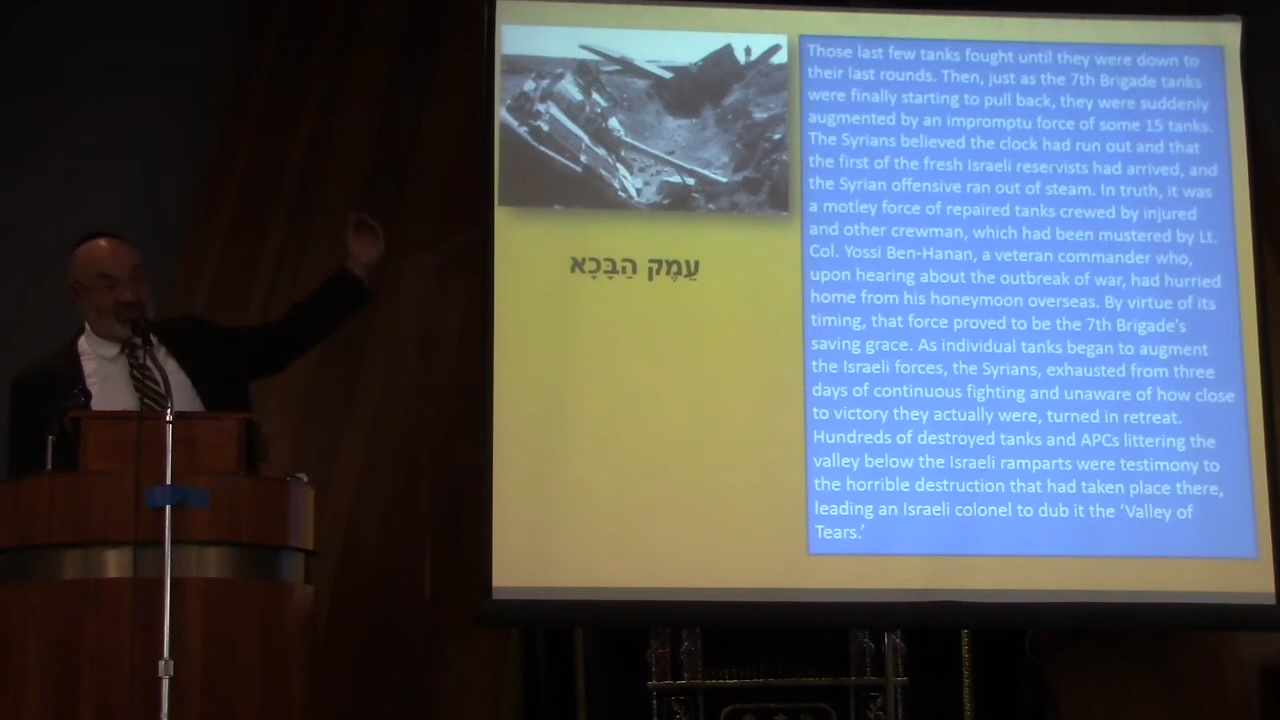 Those last few tanks fought until they were down to
their last rounds. Then, just as the 7th Brigade tanks
were finally starting to pull back, they were suddenly
augmented by an impromptu force of some 15 tanks.
The Syrians believed the clock had run out and that
the first of the fresh Israeli reservists had arrived, and
the Syrian offensive ran out of steam. In truth, it was
a motley force of repaired tanks crewed by injured
and other crewman, which had been mustered by Lt.
Col. Yossi Ben-Hanan, a veteran commander who,
upon hearing about the outbreak of war, had hurried
home from his honeymoon overseas. By virtue of its
timing, that force proved to be the 7th Brigade's
saving grace. As individual tanks began to augment
the Israeli forces, the Syrians, exhausted from three
days of continuous fighting and unaware of how close
to victory they actually were, turned in retreat.
Hundreds of destroyed tanks and APCs littering the
valley below the Israeli ramparts were testimony to
the horrible destruction that had taken place there,
leading an Israeli colonel to dub it the ‘Valley of
Tears.’
עֵמֶק הַבָּכָא